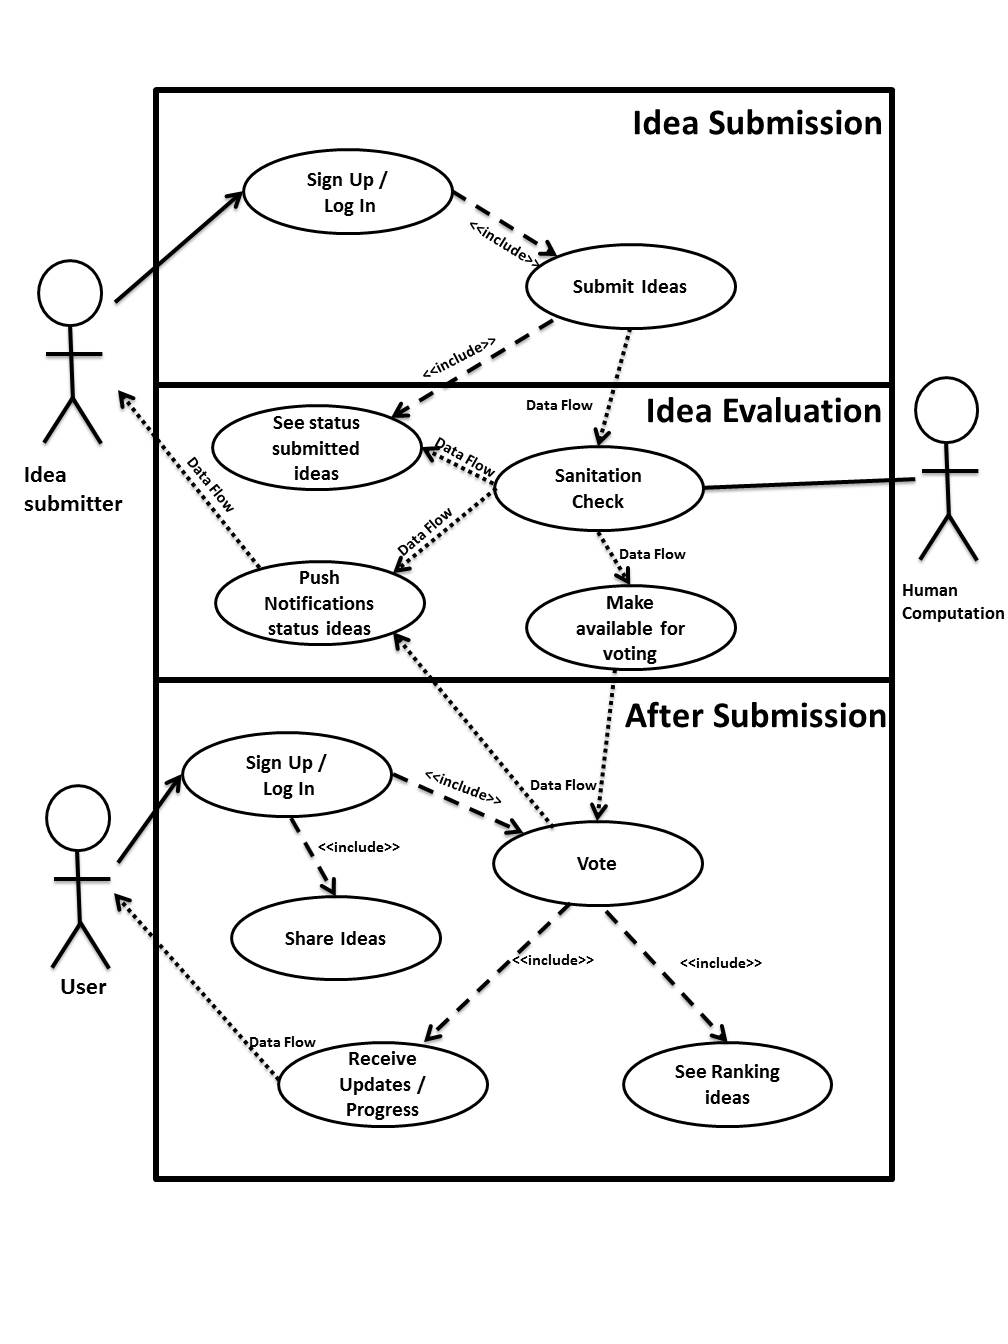 Idea Submission
Sign Up /
Log In
<<include>>
Submit Ideas
<<include>>
Data Flow
Idea Evaluation
See status
submitted
ideas
Data Flow
Sanitation
Check
Idea
submitter
Data Flow
Data Flow
Data Flow
Push
Notifications
status ideas
Make
available for
voting
Human
Computation
After Submission
Sign Up /
Log In
<<include>>
Data Flow
<<include>>
Vote
Share Ideas
User
<<include>>
<<include>>
Data Flow
Receive
Updates /
Progress
See Ranking
ideas